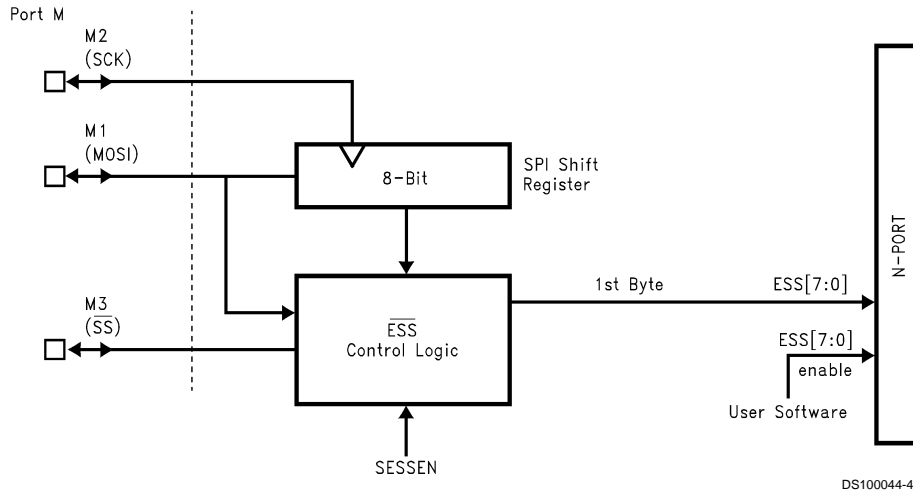 Port M
M2
(SCK)
M1
(MOSI)
8-Bit
SPI Shift
Register
M3
(SS)
ESS
Control Logic
1st Byte
ESS[7:0]
ESS[7:0]
enable
User Software
N-PORT
SESSEN
DS100044-4